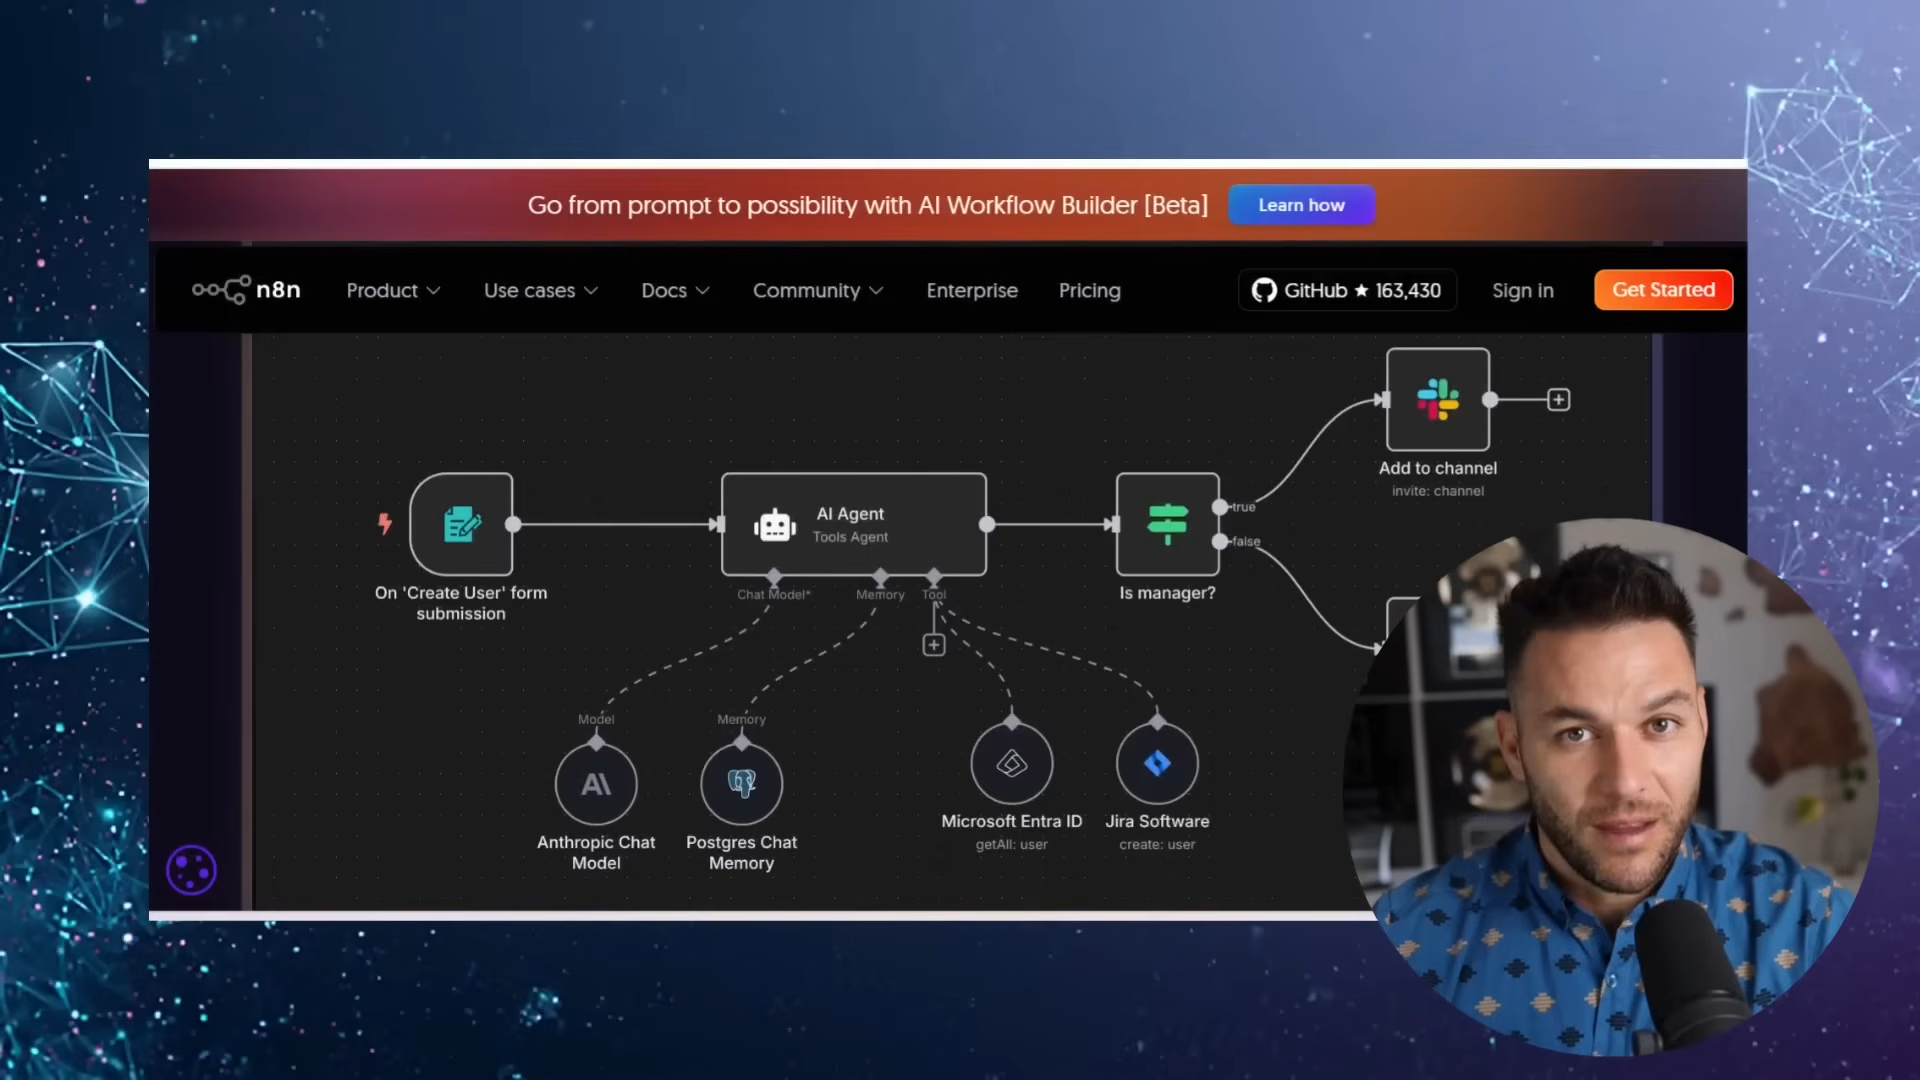 Go from prompt to possibility with AI Workflow Builder [Beta]
Learn how
n8n
Product
Use cases
Docs
Community
Enterprise
Pricing
GitHub ★ 163,430
Sign in
Get Started
Add to channel
invite: channel
On 'Create User' form
submission
AI Agent
Tools Agent
Chat Model*
Memory
Tool
true
false
Is manager?
Model
Memory
Anthropic Chat
Model
Postgres Chat
Memory
Microsoft Entra ID
getAll: user
Jira Software
create: user